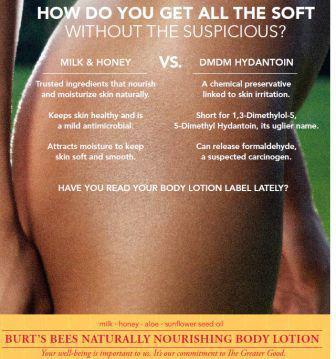 HOW DO YOU GET ALL THE SOFT
WITHOUT THE SUSPICIOUS?
MILK & HONEY
VS.
DMDM HYDANTOIN
Trusted ingredients that nourish
and moisturize skin naturally.
A chemical preservative
linked to skin irritation.
Keeps skin healthy and is
a mild antimicrobial.
Short for 1,3-Dimethylol-5,
5-Dimethyl Hydantoin, its uglier name.
Attracts moisture to keep
skin soft and smooth.
Can release formaldehyde,
a suspected carcinogen.
HAVE YOU READ YOUR BODY LOTION LABEL LATELY?
milk - honey - aloe - sunflower seed oil
BURT'S BEES NATURALLY NOURISHING BODY LOTION
Your well-being is important to us. It's our commitment to The Greater Good.